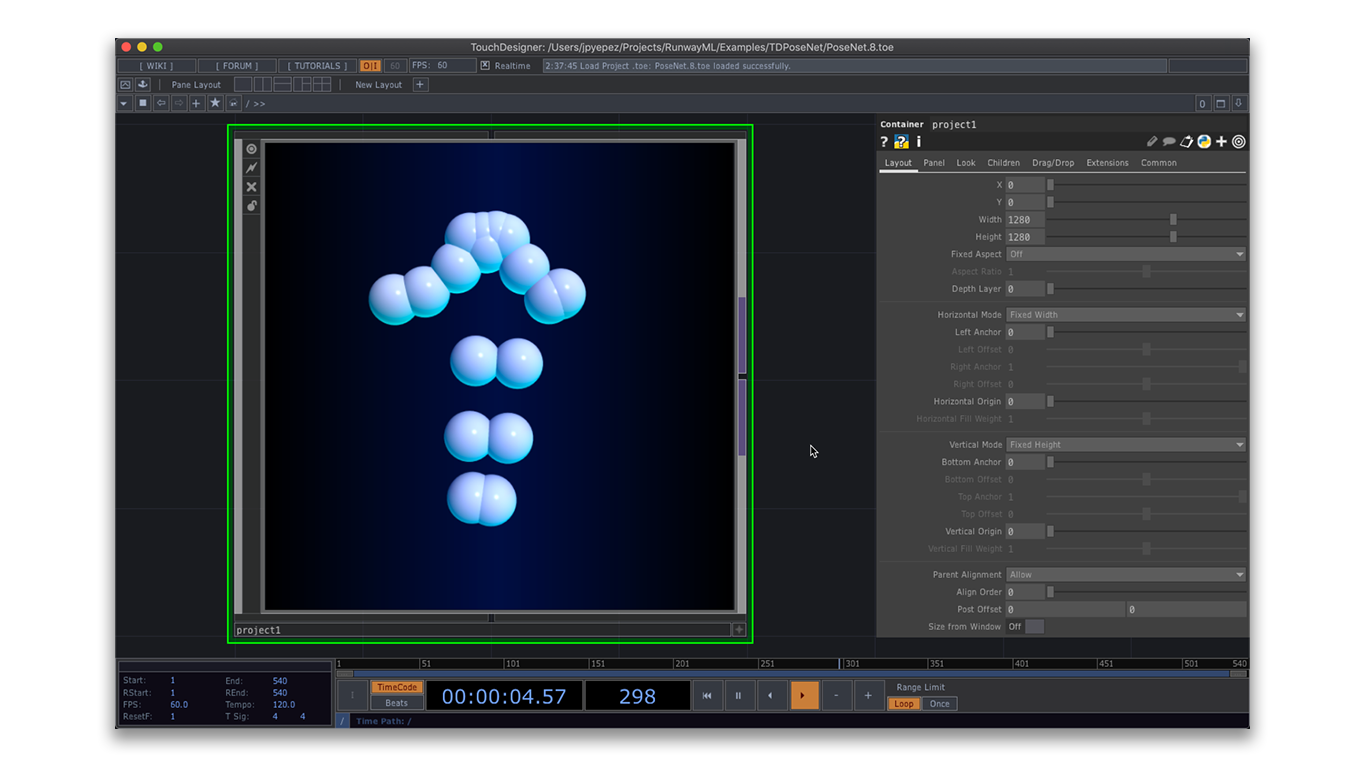 TouchDesigner: /Users/jpyepez/Projects/RunwayML/Examples/TDPoseNet/PoseNet.8.toe
[ WIKI ] [ FORUM ] [ TUTORIALS ] O|I 60 FPS: 60 Realtime 2:37:45 Load Project .toe: PoseNet.8.toe loaded successfully.
Pane Layout New Layout +
/ >> 0
Container project1
? ? i
Layout Panel Look Children Drag/Drop Extensions Common
X 0
Y 0
Width 1280
Height 1280
Fixed Aspect Off
Aspect Ratio 1
Depth Layer 0
Horizontal Mode Fixed Width
Left Anchor 0
Left Offset 0
Right Anchor 1
Right Offset 0
Horizontal Origin 0
Horizontal Fill Weight 1
Vertical Mode Fixed Height
Bottom Anchor 0
Bottom Offset 0
Top Anchor 1
Top Offset 0
Vertical Origin 0
Vertical Fill Weight 1
Parent Alignment Allow
Align Order 0
Post Offset 0 0
Size from Window Off
project1
1 51 101 151 201 251 301 351 401 451 501 540
Start: 1 End: 540
RStart: 1 REnd: 540
FPS: 60.0 Tempo: 120.0
ResetF: 1 T Sig: 4 4
TimeCode
Beats
00:00:04.57 298
- +
Range Limit
Loop Once
/ Time Path: /